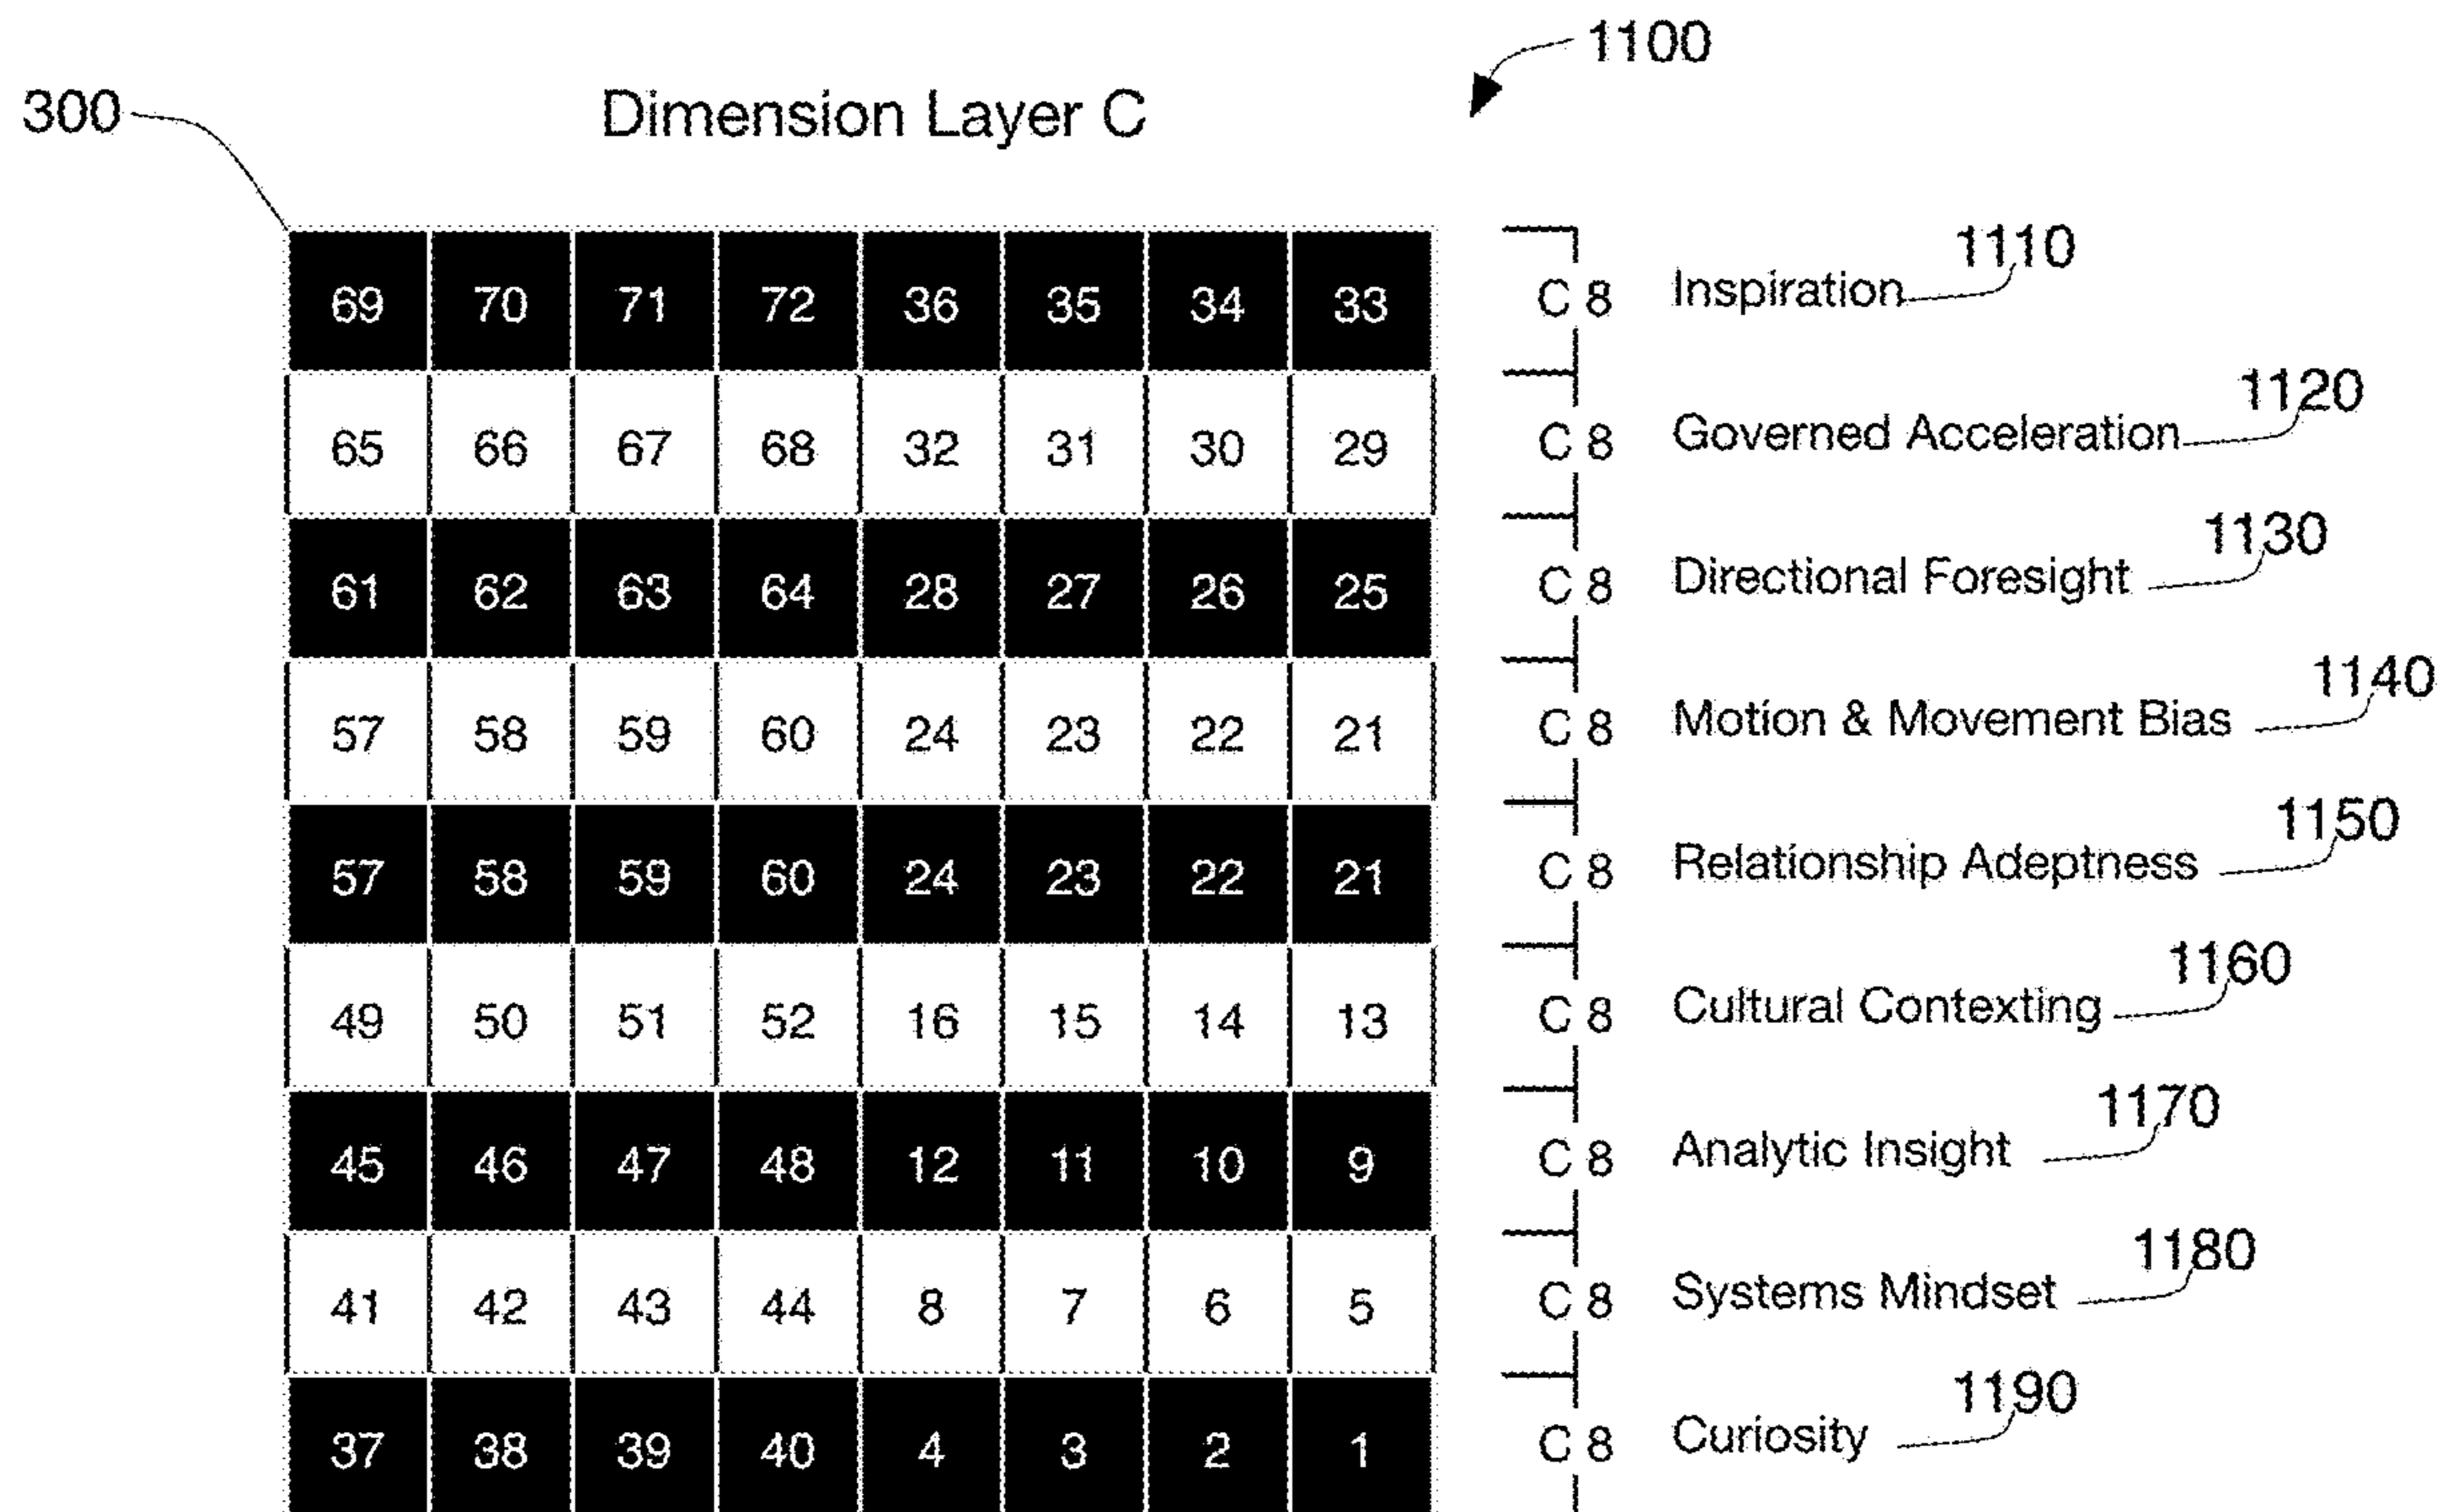 1100
300 Dimension Layer C
1110
69 70 71 72 36 35 34 33 C 8 Inspiration
1120
65 66 67 68 32 31 30 29 C 8 Governed Acceleration
1130
61 62 63 64 28 27 26 25 C 8 Directional Foresight
1140
57 58 59 60 24 23 22 21 C 8 Motion & Movement Bias
1150
57 58 59 60 24 23 22 21 C 8 Relationship Adeptness
1160
49 50 51 52 16 15 14 13 C 8 Cultural Contexting
1170
45 46 47 48 12 11 10 9 C 8 Analytic Insight
1180
41 42 43 44 8 7 6 5 C 8 Systems Mindset
1190
37 38 39 40 4 3 2 1 C 8 Curiosity